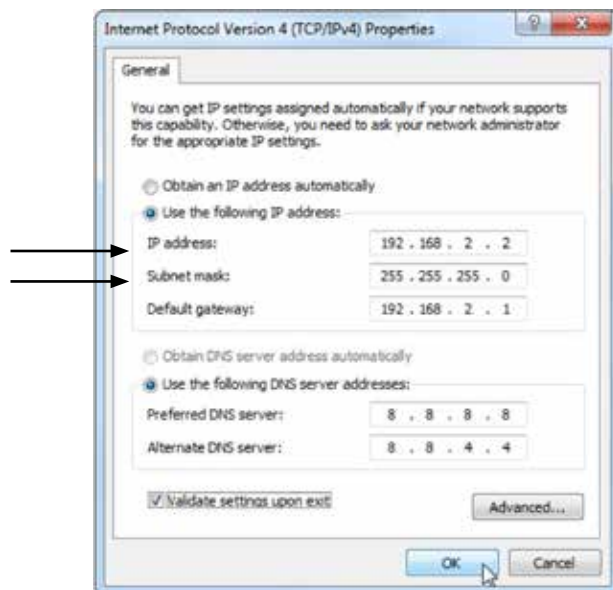 Internet Protocol Version 4 (TCP/IPv4) Properties
General
You can get IP settings assigned automatically if your network supports
this capability. Otherwise, you need to ask your network administrator
for the appropriate IP settings.
Obtain an IP address automatically
Use the following IP address:
IP address: 192 . 168 . 2 . 2
Subnet mask: 255 . 255 . 255 . 0
Default gateway: 192 . 168 . 2 . 1
Obtain DNS server address automatically
Use the following DNS server addresses:
Preferred DNS server: 8 . 8 . 8 . 8
Alternate DNS server: 8 . 8 . 4 . 4
Validate settings upon exit
Advanced...
OK Cancel